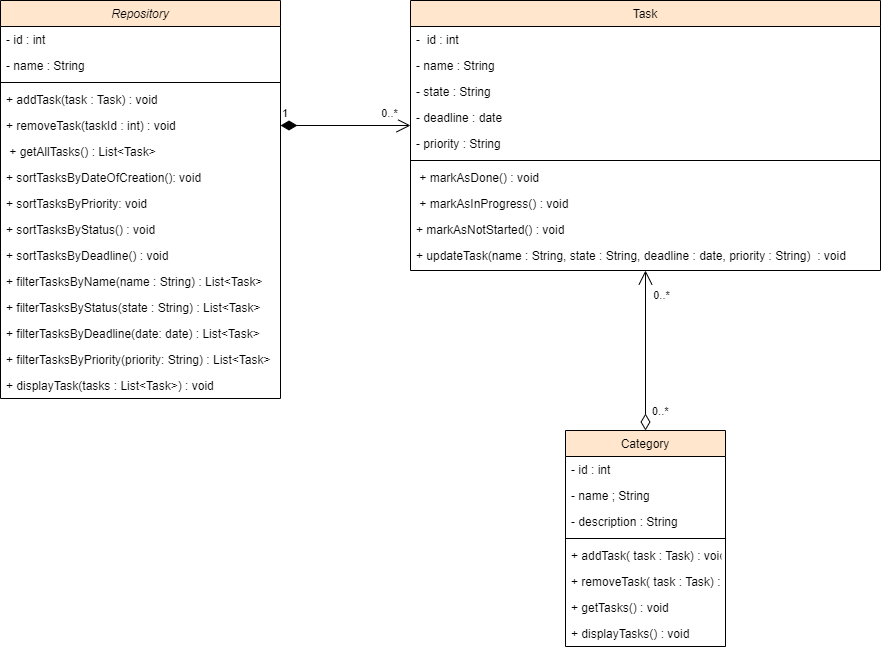 Repository
- id : int
- name : String
+ addTask(task : Task) : void
+ removeTask(taskId : int) : void
+ getAllTasks() : List<Task>
+ sortTasksByDateOfCreation(): void
+ sortTasksByPriority: void
+ sortTasksByStatus() : void
+ sortTasksByDeadline() : void
+ filterTasksByName(name : String) : List<Task>
+ filterTasksByStatus(state : String) : List<Task>
+ filterTasksByDeadline(date: date) : List<Task>
+ filterTasksByPriority(priority: String) : List<Task>
+ displayTask(tasks : List<Task>) : void
1
0..*
Task
- id : int
- name : String
- state : String
- deadline : date
- priority : String
+ markAsDone() : void
+ markAsInProgress() : void
+ markAsNotStarted() : void
+ updateTask(name : String, state : String, deadline : date, priority : String) : void
0..*
0..*
Category
- id : int
- name ; String
- description : String
+ addTask( task : Task) : voi
+ removeTask( task : Task) :
+ getTasks() : void
+ displayTasks() : void